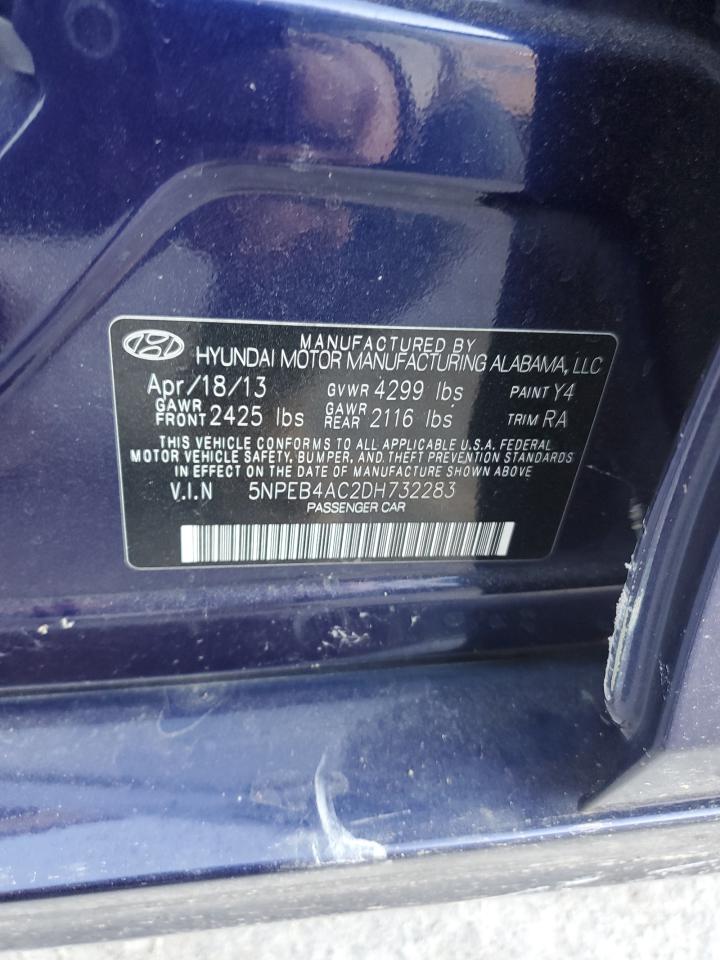 MANUFACTURED BY
HYUNDAI MOTOR MANUFACTURING ALABAMA, LLC
Apr/18/13 GVWR 4299 lbs PAINT Y4
GAWR FRONT 2425 lbs GAWR REAR 2116 lbs TRIM RA
THIS VEHICLE CONFORMS TO ALL APPLICABLE U.S.A. FEDERAL
MOTOR VEHICLE SAFETY, BUMPER, AND THEFT PREVENTION STANDARDS
IN EFFECT ON THE DATE OF MANUFACTURE SHOWN ABOVE.
V.I.N 5NPEB4AC2DH732283
PASSENGER CAR